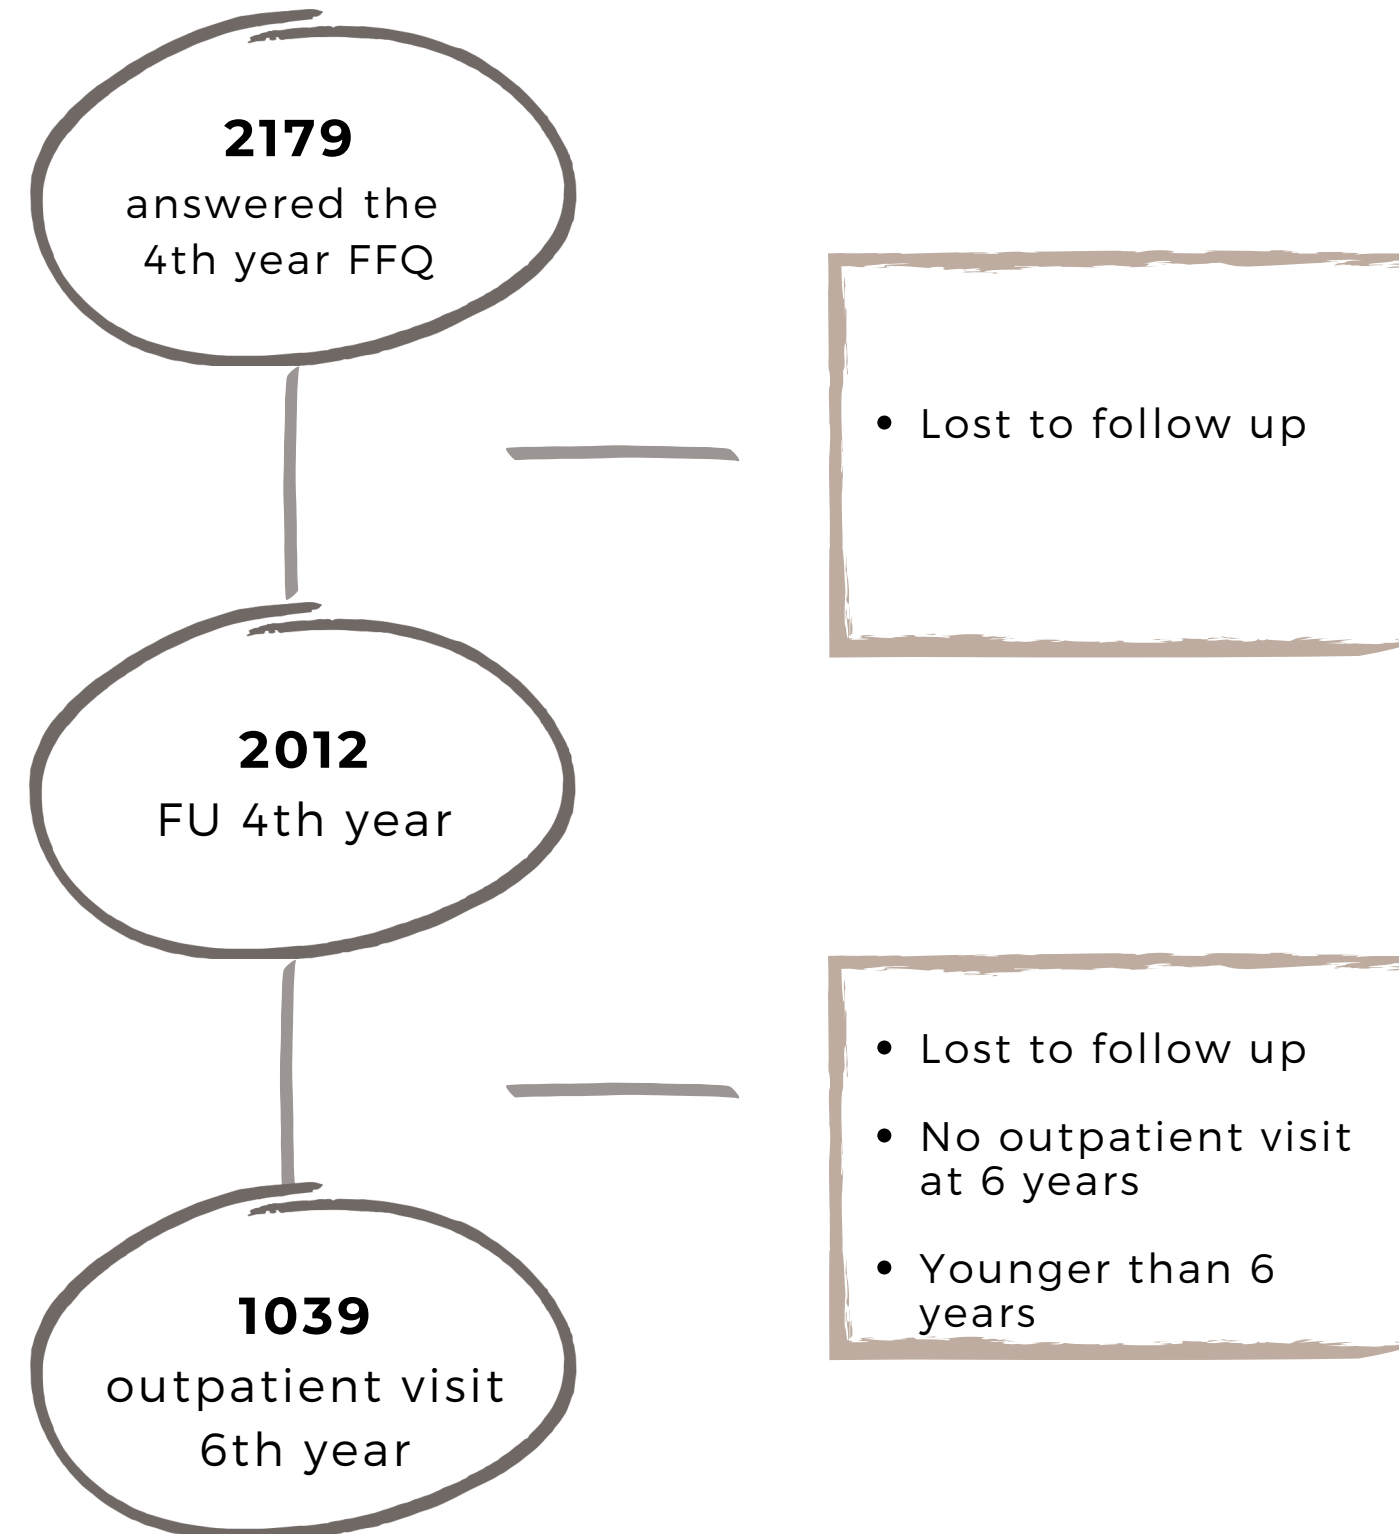 2179
answered the
4th year FFQ
• Lost to follow up
2012
FU 4th year
• Lost to follow up
• No outpatient visit
at 6 years
• Younger than 6
years
1039
outpatient visit
6th year